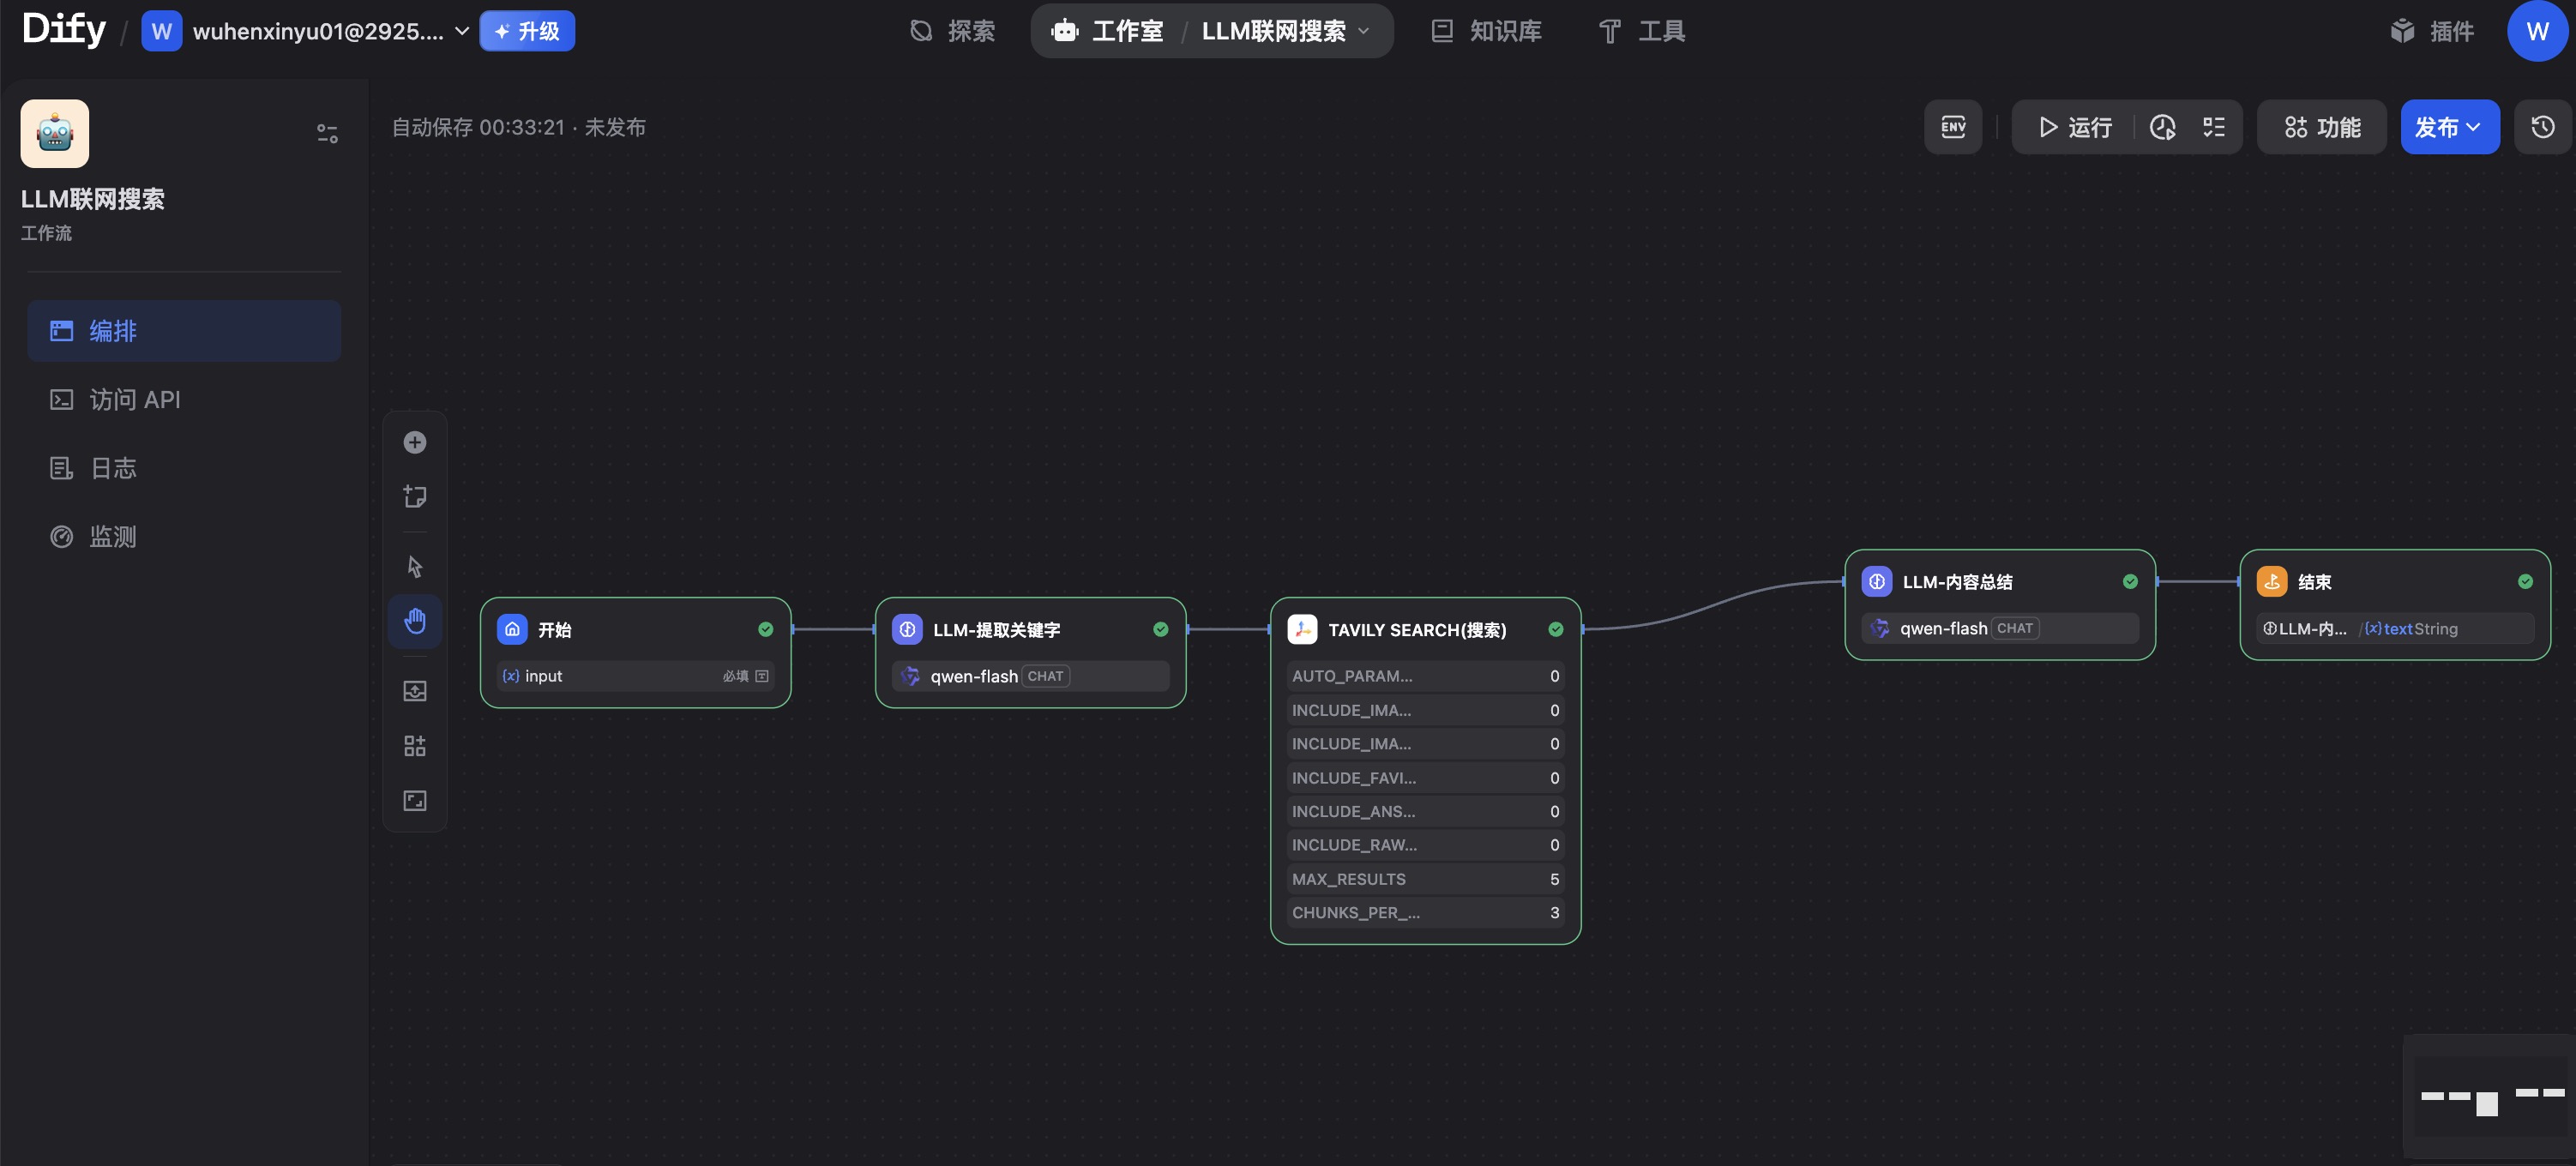 Dify / W wuhenxinyu01@2925.... 升级
探索
工作室 / LLM联网搜索
知识库
工具
插件
W
LLM联网搜索
工作流
编排
访问 API
日志
监测
自动保存 00:33:21 · 未发布
ENV
运行
功能
发布
开始
{x} input 必填
LLM-提取关键字
qwen-flash CHAT
TAVILY SEARCH(搜索)
AUTO_PARAM... 0
INCLUDE_IMA... 0
INCLUDE_IMA... 0
INCLUDE_FAVI... 0
INCLUDE_ANS... 0
INCLUDE_RAW... 0
MAX_RESULTS 5
CHUNKS_PER_... 3
LLM-内容总结
qwen-flash CHAT
结束
LLM-内... / {x} text String